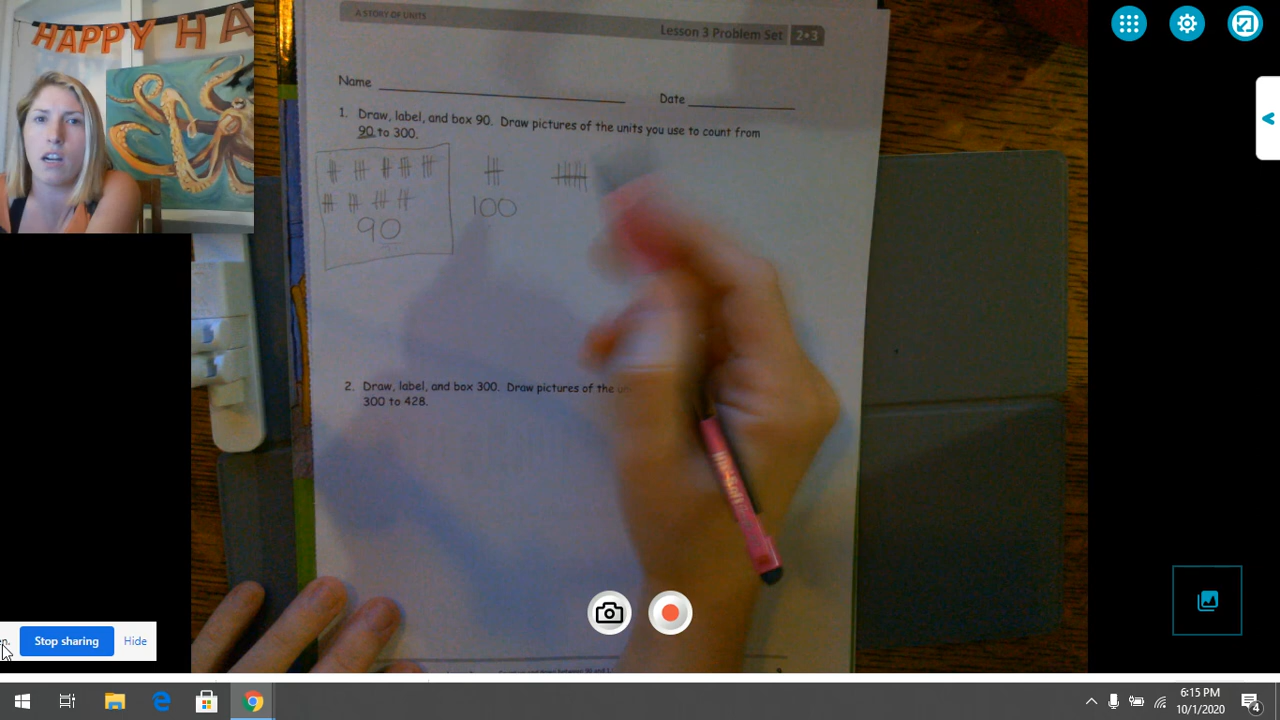 HAPPY HA
A STORY OF UNITS
Lesson 3 Problem Set 2•3
Name
Date
1. Draw, label, and box 90. Draw pictures of the units you use to count from
90 to 300.
90
100
2. Draw, label, and box 300. Draw pictures of the
300 to 428.
Stop sharing
Hide
6:15 PM
10/1/2020
4